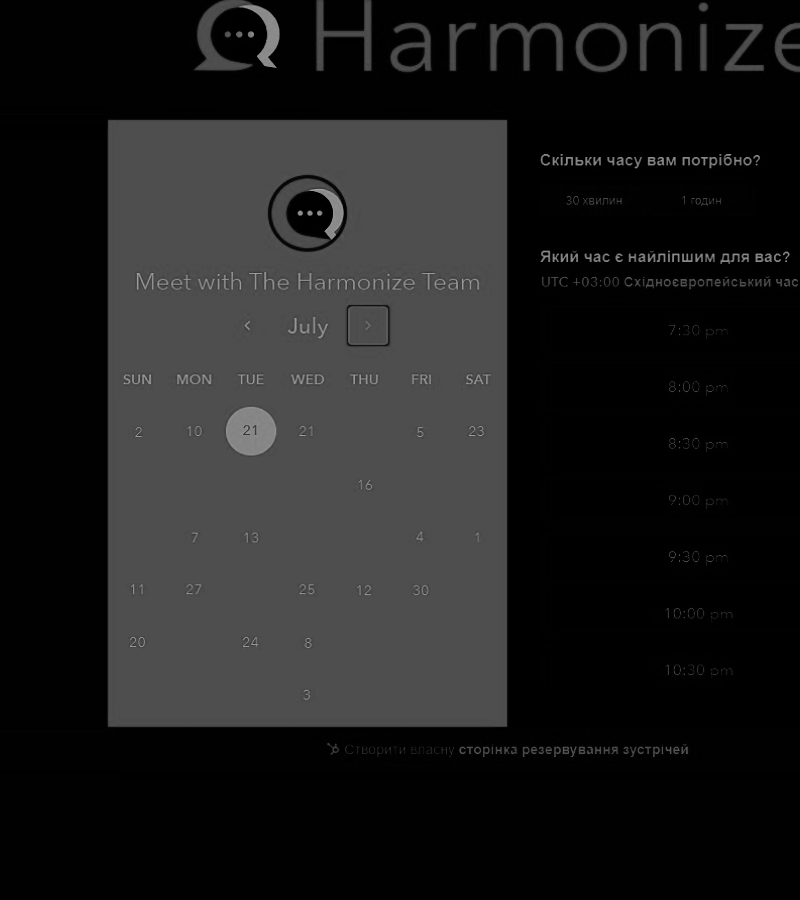 Harmonize
Meet with The Harmonize Team
July
SUN MON TUE WED THU FRI SAT
2 10 21 21 5 23
16
7 13 4 1
11 27 25 12 30
20 24 8
3
Скільки часу вам потрібно?
30 хвилин 1 годин
Який час є найліпшим для вас?
UTC +03:00 Східноєвропейський час
7:30 pm
8:00 pm
8:30 pm
9:00 pm
9:30 pm
10:00 pm
10:30 pm
Створити власну сторінка резервування зустрічей